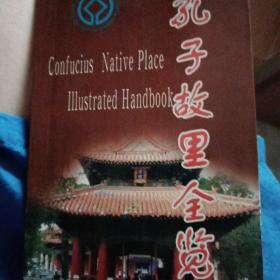 Confucius Native Place
Illustrated Handbook
孔子故里全览